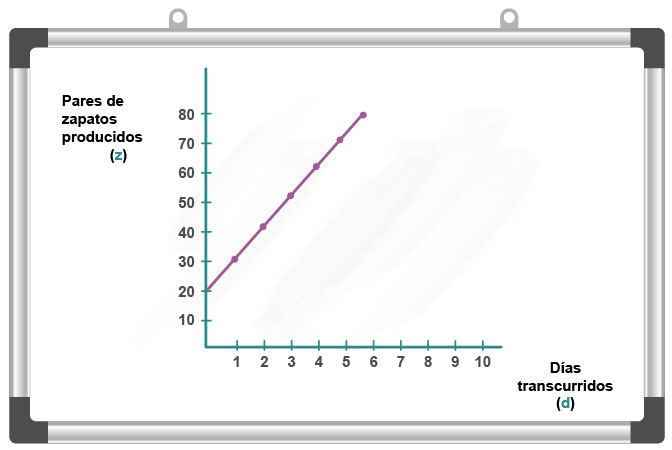 Pares de
zapatos
producidos
(z)
80
70
60
50
40
30
20
10
1 2 3 4 5 6 7 8 9 10
Días
transcurridos
(d)